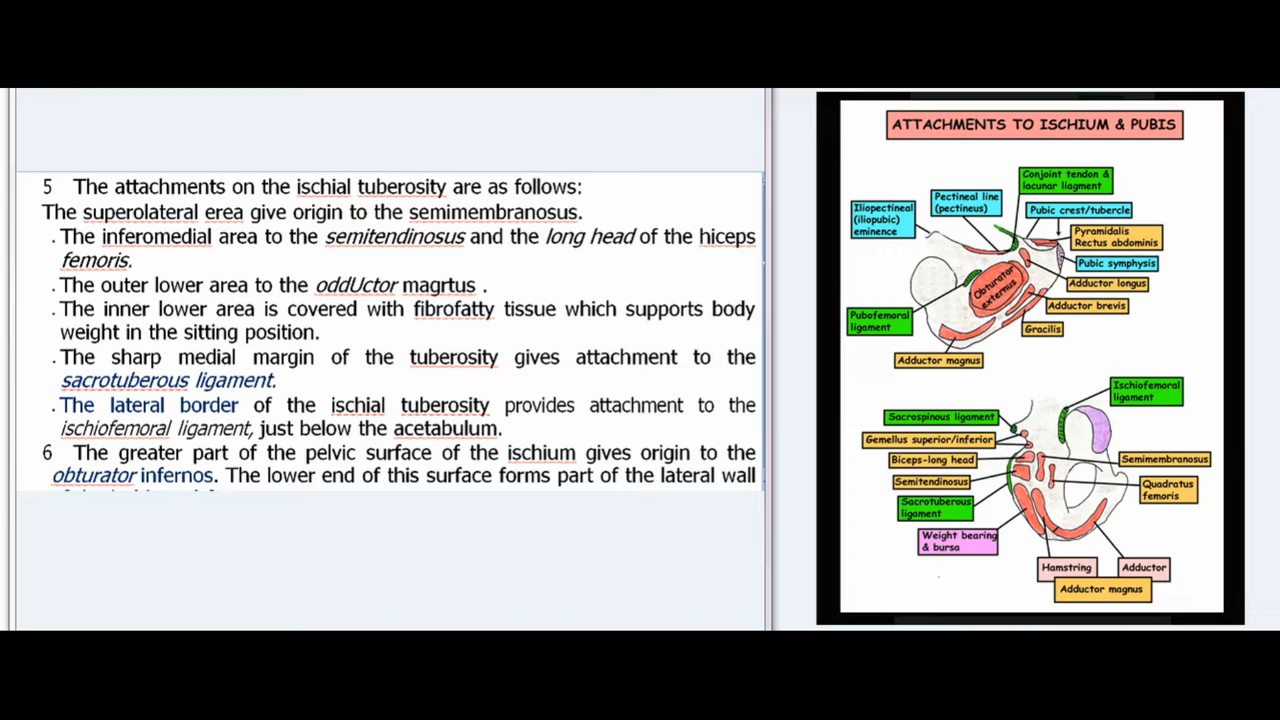 5 The attachments on the ischial tuberosity are as follows:
The superolateral erea give origin to the semimembranosus.
. The inferomedial area to the semitendinosus and the long head of the hiceps
femoris.
. The outer lower area to the oddUctor magrtus .
. The inner lower area is covered with fibrofatty tissue which supports body
weight in the sitting position.
. The sharp medial margin of the tuberosity gives attachment to the
sacrotuberous ligament.
. The lateral border of the ischial tuberosity provides attachment to the
ischiofemoral ligament, just below the acetabulum.
6 The greater part of the pelvic surface of the ischium gives origin to the
obturator infernos. The lower end of this surface forms part of the lateral wall
ATTACHMENTS TO ISCHIUM & PUBIS
Conjoint tendon &
lacunar liagment
Pectineal line
(pectineus)
Iliopectineal
(iliopubic)
eminence
Pubic crest/tubercle
Pyramidalis
Rectus abdominis
Pubic symphysis
Adductor longus
Obturator
externus
Adductor brevis
Pubofemoral
ligament
Gracilis
Adductor magnus
Ischiofemoral
ligament
Sacrospinous ligament
Gemellus superior/inferior
Biceps-long head
Semimembranosus
Semitendinosus
Quadratus
femoris
Sacrotuberous
ligament
Weight bearing
& bursa
Hamstring
Adductor
Adductor magnus